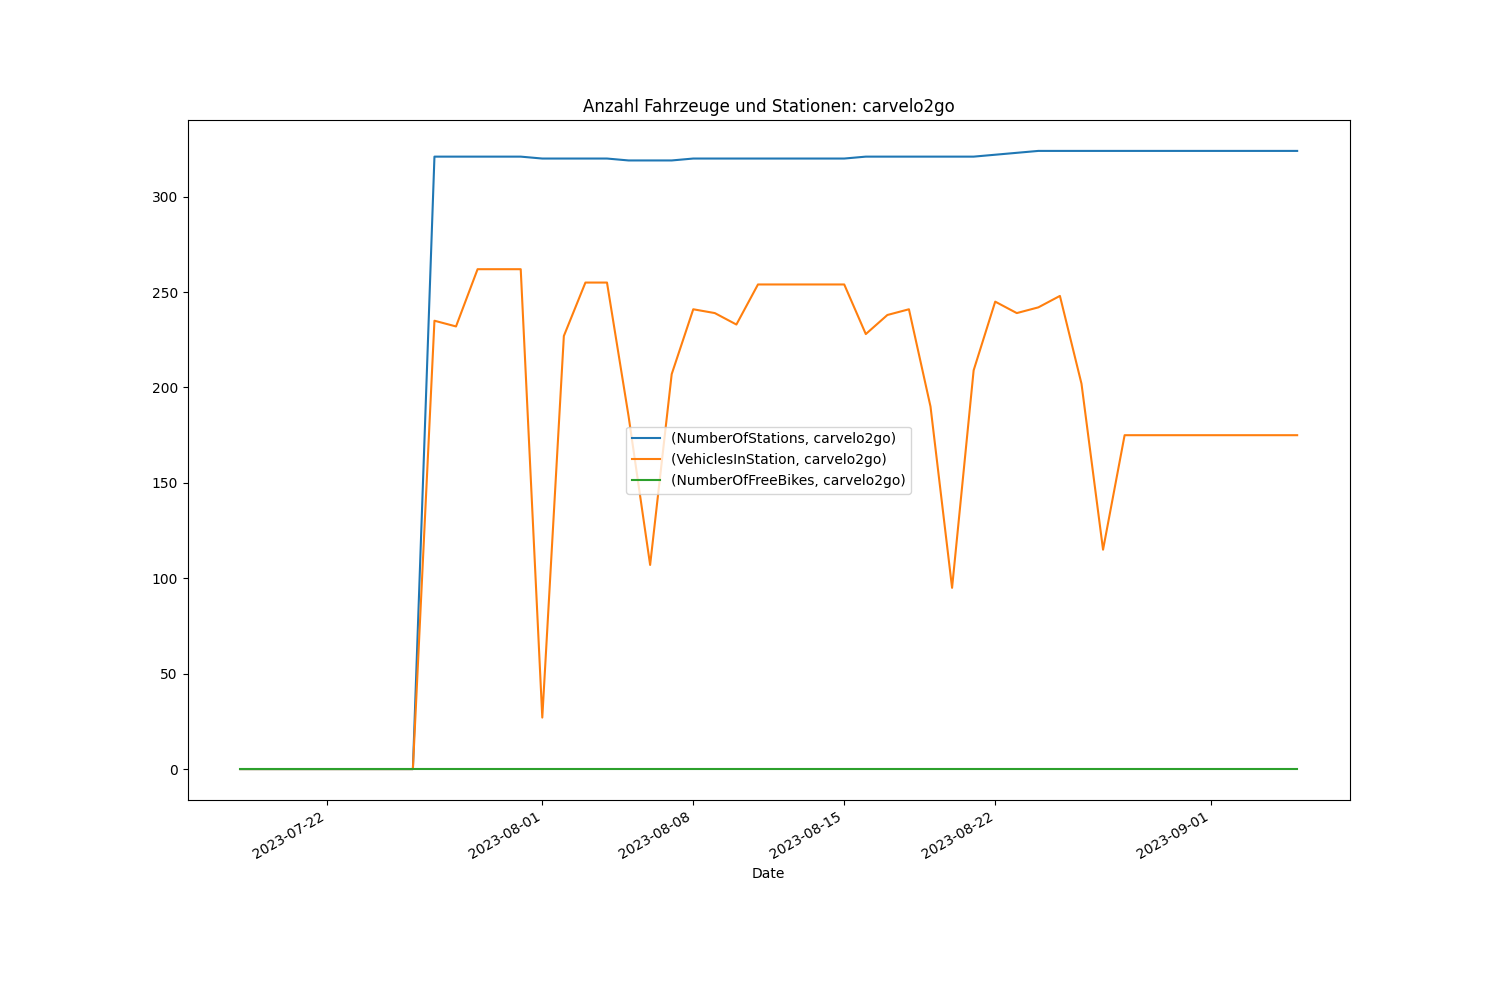 Anzahl Fahrzeuge und Stationen: carvelo2go
300
250
200
150
100
50
0
(NumberOfStations, carvelo2go)
(VehiclesInStation, carvelo2go)
(NumberOfFreeBikes, carvelo2go)
2023-07-22
2023-08-01
2023-08-08
2023-08-15
2023-08-22
2023-09-01
Date